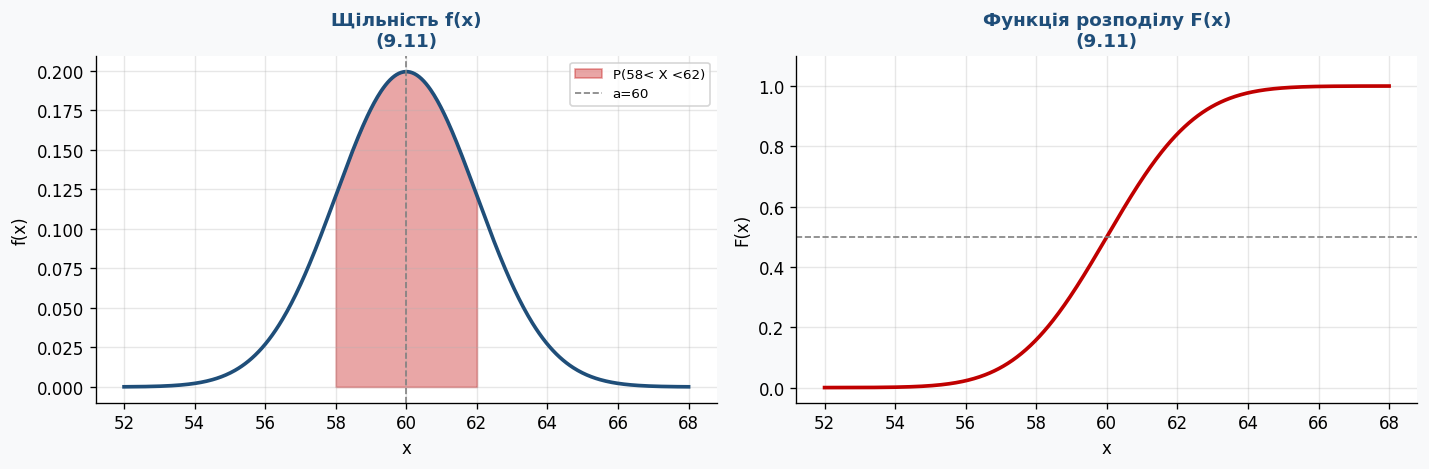 Щільність f(x)
(9.11)
f(x)
0.200
0.175
0.150
0.125
0.100
0.075
0.050
0.025
0.000
P(58< X <62)
a=60
52 54 56 58 60 62 64 66 68
x
Функція розподілу F(x)
(9.11)
F(x)
1.0
0.8
0.6
0.4
0.2
0.0
52 54 56 58 60 62 64 66 68
x